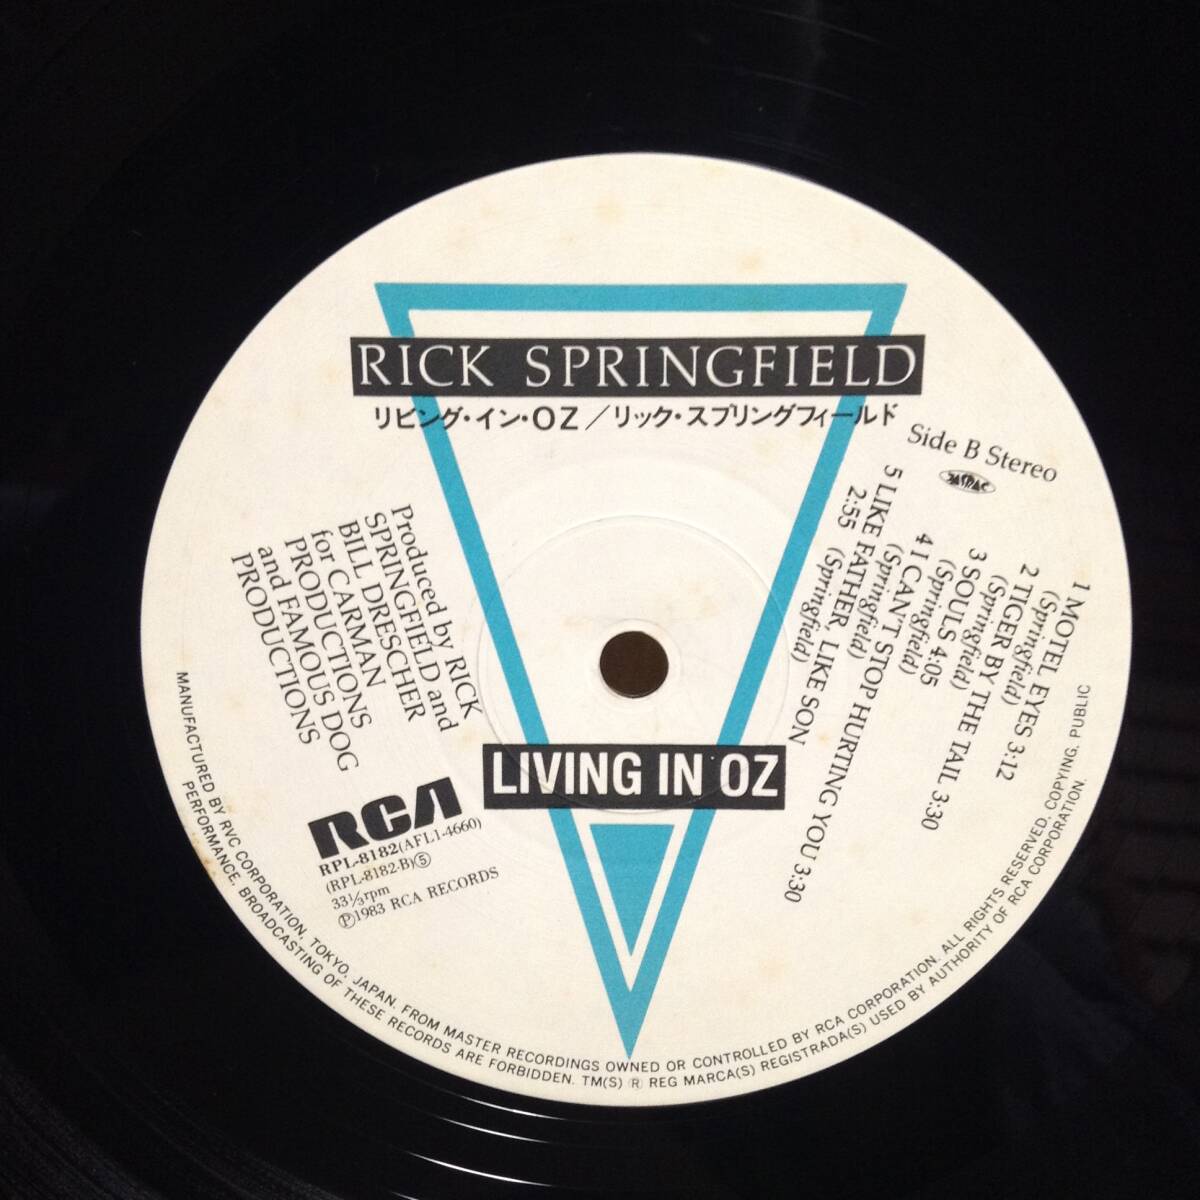 RICK SPRINGFIELD
リビング・イン・OZ／リック・スプリングフィールド
Side B Stereo
JASRAC
1 MOTEL EYES 3:12
(Springfield)
2 TIGER BY THE TAIL 3:30
(Springfield)
3 SOULS 4:05
(Springfield)
4 I CAN'T STOP HURTING YOU 3:30
(Springfield)
5 LIKE FATHER, LIKE SON
2:55 (Springfield)
Produced by RICK
SPRINGFIELD and
BILL DRESCHER
for CARMAN
PRODUCTIONS
and FAMOUS DOG
PRODUCTIONS
LIVING IN OZ
RCA
RPL-8182(AFL1-4660)
(RPL-8182-B)⑤
33⅓rpm
℗1983 RCA RECORDS
MANUFACTURED BY RVC CORPORATION, TOKYO, JAPAN. FROM MASTER RECORDINGS OWNED OR CONTROLLED BY RCA CORPORATION. ALL RIGHTS RESERVED, COPYING, PUBLIC
PERFORMANCE, BROADCASTING OF THESE RECORDS ARE FORBIDDEN. TM(S) ® REG MARCA(S) REGISTRADA(S) USED BY AUTHORITY OF RCA CORPORATION.